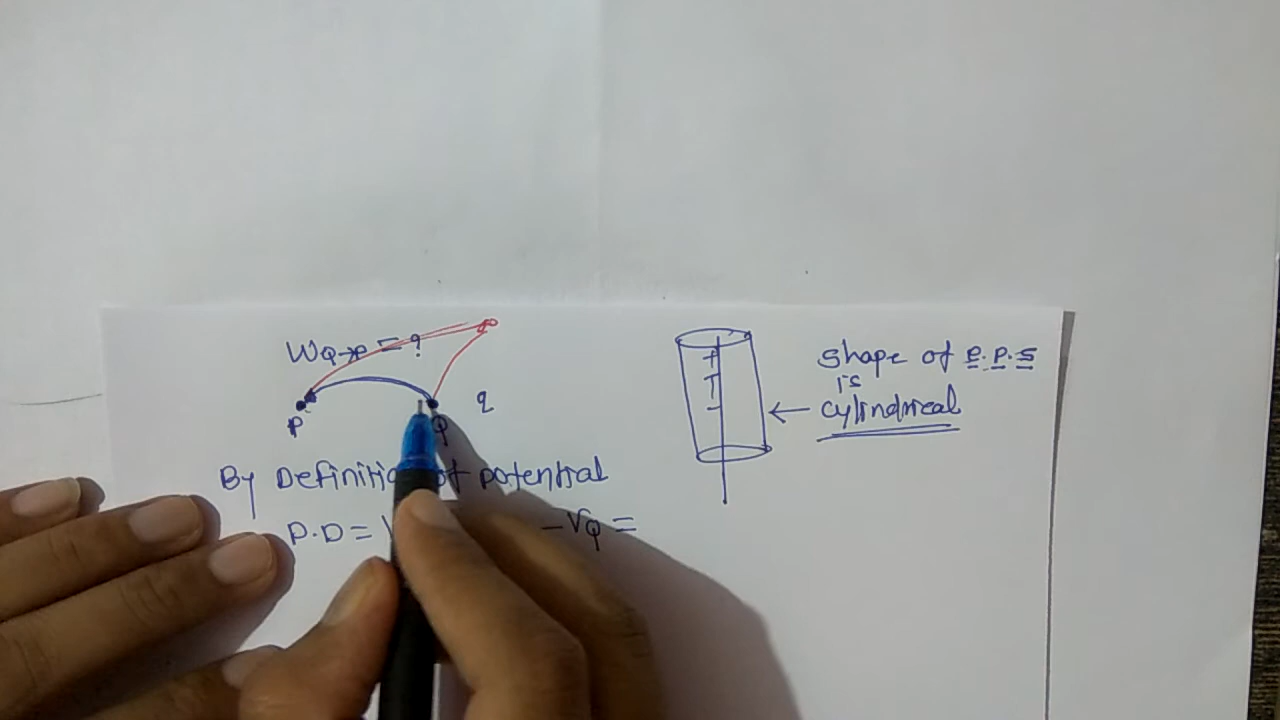 WQ→P = ?
P
Q
q
By Definition of potential
P.D =
-VQ =
+
shape of e.p.s
is
cylindrical